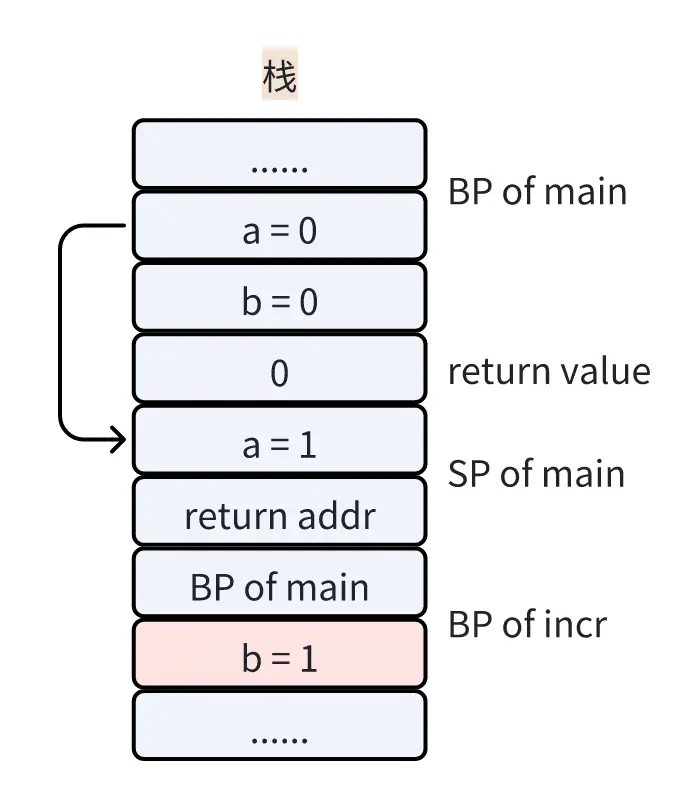 栈
......
BP of main
a = 0
b = 0
0
return value
a = 1
SP of main
return addr
BP of main
BP of incr
b = 1
......